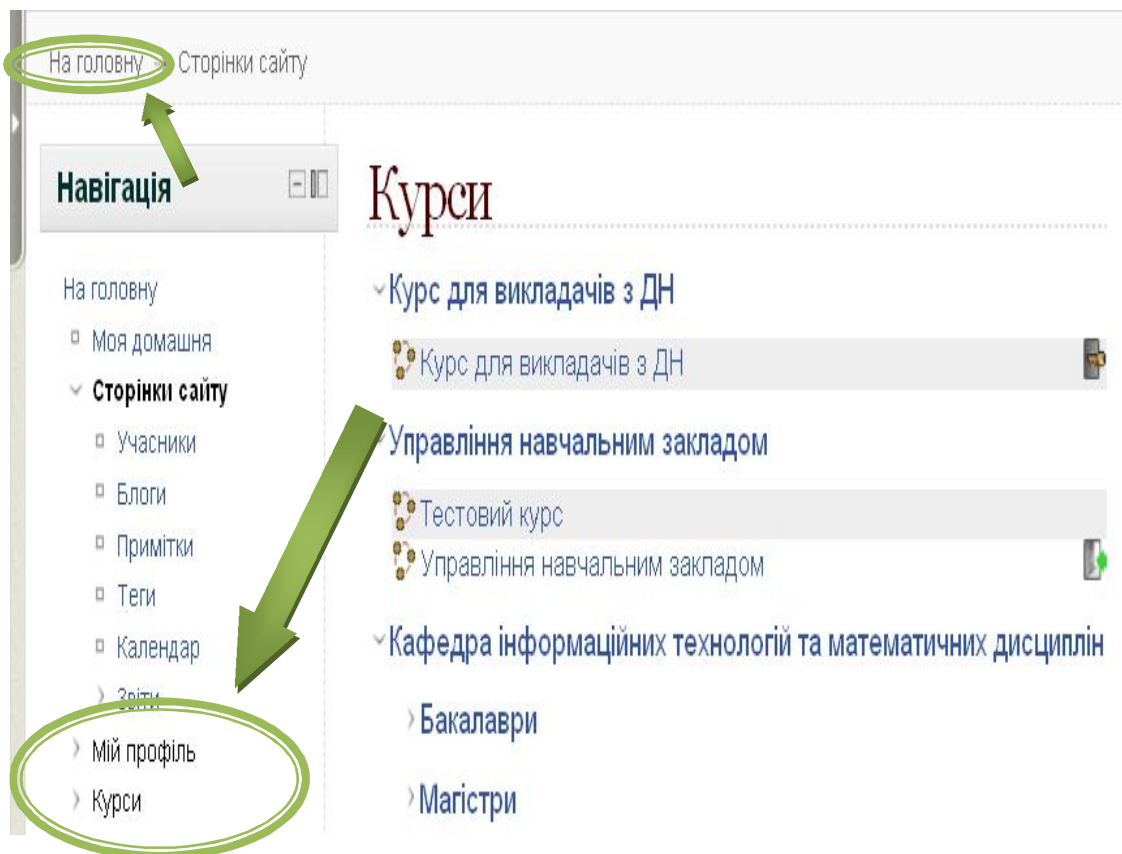 На головну → Сторінки сайту
Навігація
На головну
Моя домашня
Сторінки сайту
Учасники
Блоги
Примітки
Теги
Календар
Звіти
Мій профіль
Курси
Курси
Курс для викладачів з ДН
Курс для викладачів з ДН
Управління навчальним закладом
Тестовий курс
Управління навчальним закладом
Кафедра інформаційних технологій та математичних дисциплін
Бакалаври
Магістри